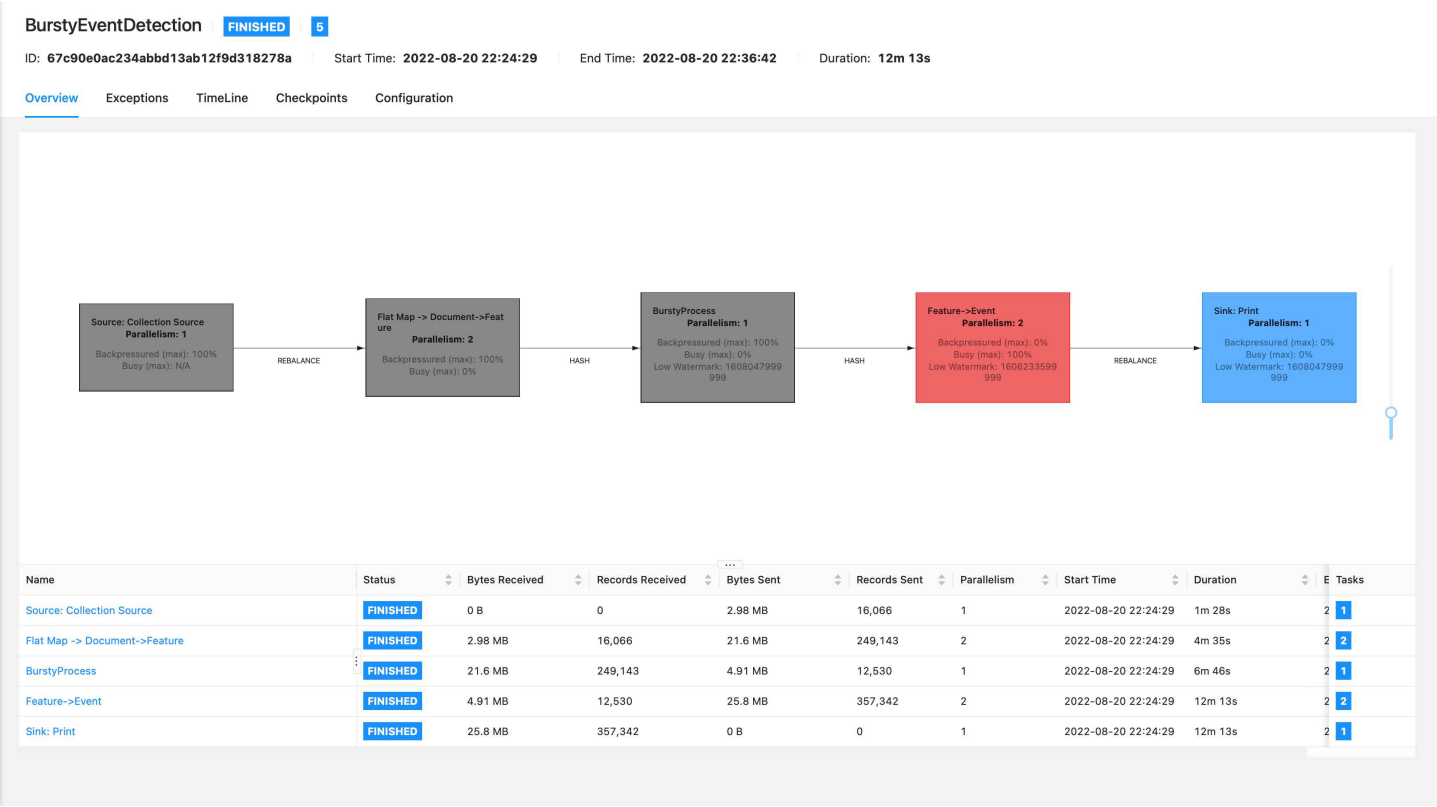 BurstyEventDetection FINISHED 5
ID: 67c90e0ac234abbd13ab12f9d318278a Start Time: 2022-08-20 22:24:29 End Time: 2022-08-20 22:36:42 Duration: 12m 13s
Overview Exceptions TimeLine Checkpoints Configuration
Source: Collection Source
Parallelism: 1
Backpressured (max): 100%
Busy (max): N/A
REBALANCE
Flat Map -> Document->Feat
ure
Parallelism: 2
Backpressured (max): 100%
Busy (max): 0%
HASH
BurstyProcess
Parallelism: 1
Backpressured (max): 100%
Busy (max): 0%
Low Watermark: 1608047999
999
HASH
Feature->Event
Parallelism: 2
Backpressured (max): 0%
Busy (max): 100%
Low Watermark: 1606233599
999
REBALANCE
Sink: Print
Parallelism: 1
Backpressured (max): 0%
Busy (max): 0%
Low Watermark: 1608047999
999
Name Status Bytes Received Records Received Bytes Sent Records Sent Parallelism Start Time Duration E Tasks
Source: Collection Source FINISHED 0 B 0 2.98 MB 16,066 1 2022-08-20 22:24:29 1m 28s 2 1
Flat Map -> Document->Feature FINISHED 2.98 MB 16,066 21.6 MB 249,143 2 2022-08-20 22:24:29 4m 35s 2 2
BurstyProcess FINISHED 21.6 MB 249,143 4.91 MB 12,530 1 2022-08-20 22:24:29 6m 46s 2 1
Feature->Event FINISHED 4.91 MB 12,530 25.8 MB 357,342 2 2022-08-20 22:24:29 12m 13s 2 2
Sink: Print FINISHED 25.8 MB 357,342 0 B 0 1 2022-08-20 22:24:29 12m 13s 2 1